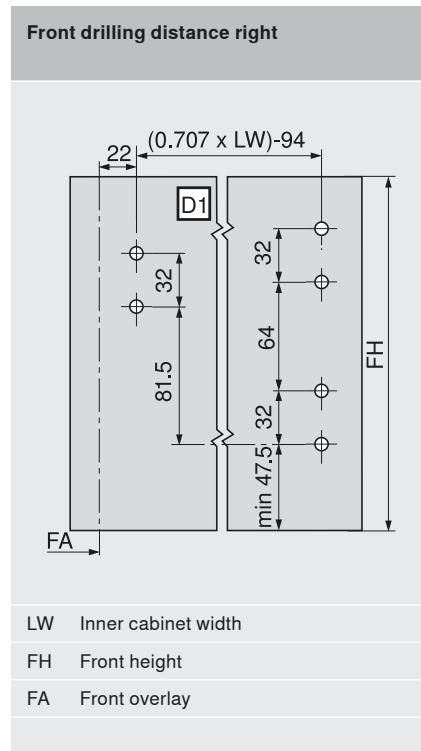 Front drilling distance right
(0.707 x LW)-94
22
D1
32
32
64
81.5
32
min 47.5
FH
FA
LW Inner cabinet width
FH Front height
FA Front overlay